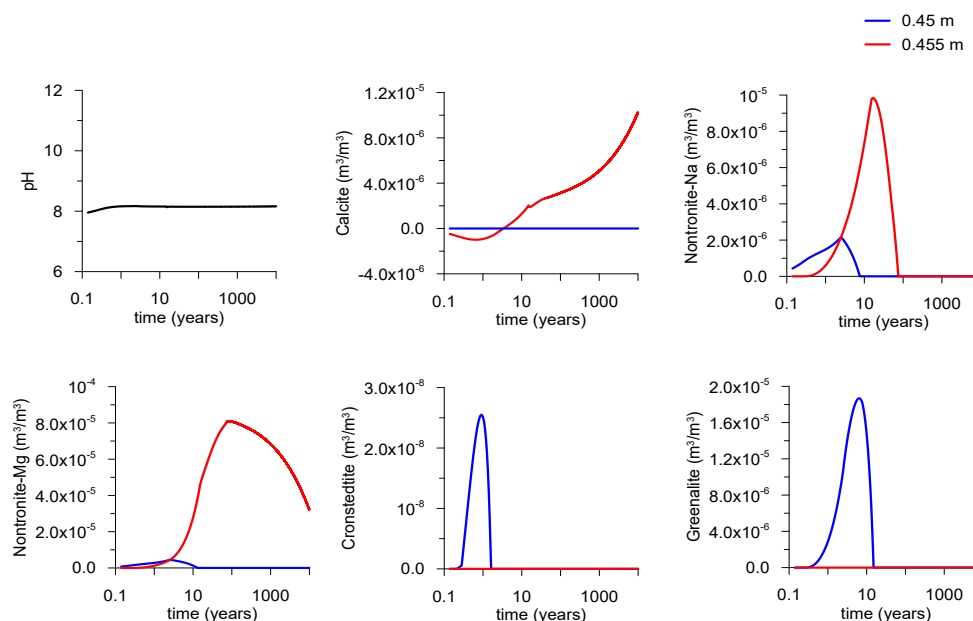 0.45 m
0.455 m
12
10
8
6
pH
0.1 10 1000
time (years)
1.2x10-5
8.0x10-6
4.0x10-6
0.0
−4.0x10-6
Calcite (m3/m3)
0.1 10 1000
time (years)
10-5
8.0x10-6
6.0x10-6
4.0x10-6
2.0x10-6
0.0
Nontronite-Na (m3/m3)
0.1 10 1000
time (years)
10-4
8.0x10-5
6.0x10-5
4.0x10-5
2.0x10-5
0.0
Nontronite-Mg (m3/m3)
0.1 10 1000
time (years)
3.0x10-8
2.0x10-8
10-8
0.0
Cronstedtite (m3/m3)
0.1 10 1000
time (years)
2.0x10-5
1.6x10-5
1.2x10-5
8.0x10-6
4.0x10-6
0.0
Greenalite (m3/m3)
0.1 10 1000
time (years)